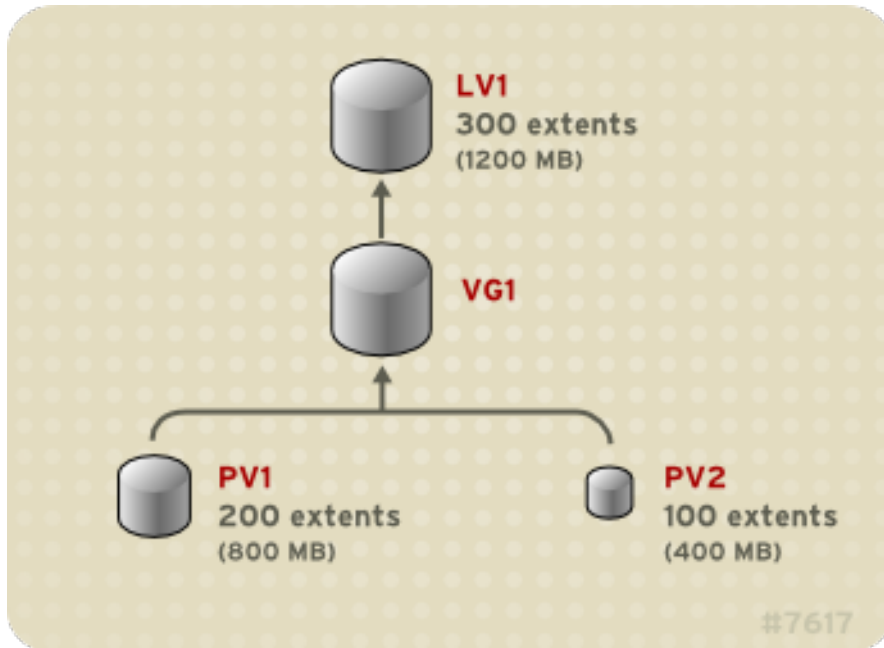 LV1
300 extents
(1200 MB)
VG1
PV1
200 extents
(800 MB)
PV2
100 extents
(400 MB)
#7617